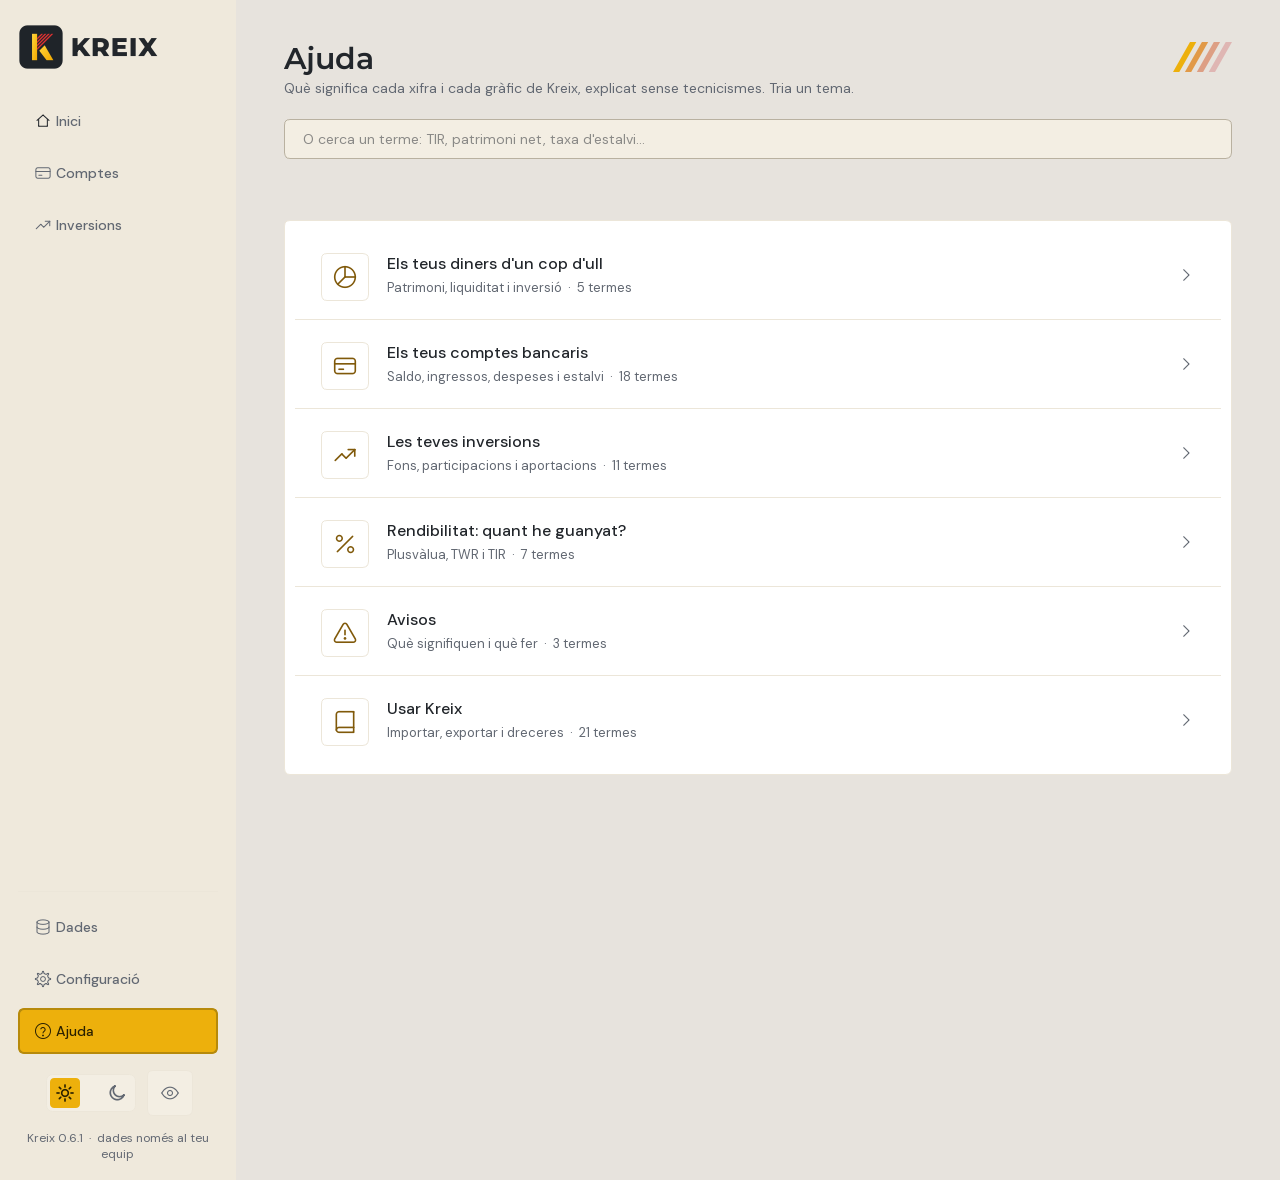 KREIX
Inici
Comptes
Inversions
Dades
Configuració
Ajuda
Kreix 0.6.1 · dades només al teu
equip
Ajuda
Què significa cada xifra i cada gràfic de Kreix, explicat sense tecnicismes. Tria un tema.
O cerca un terme: TIR, patrimoni net, taxa d'estalvi...
Els teus diners d'un cop d'ull
Patrimoni, liquiditat i inversió · 5 termes
Els teus comptes bancaris
Saldo, ingressos, despeses i estalvi · 18 termes
Les teves inversions
Fons, participacions i aportacions · 11 termes
Rendibilitat: quant he guanyat?
Plusvàlua, TWR i TIR · 7 termes
Avisos
Què signifiquen i què fer · 3 termes
Usar Kreix
Importar, exportar i dreceres · 21 termes